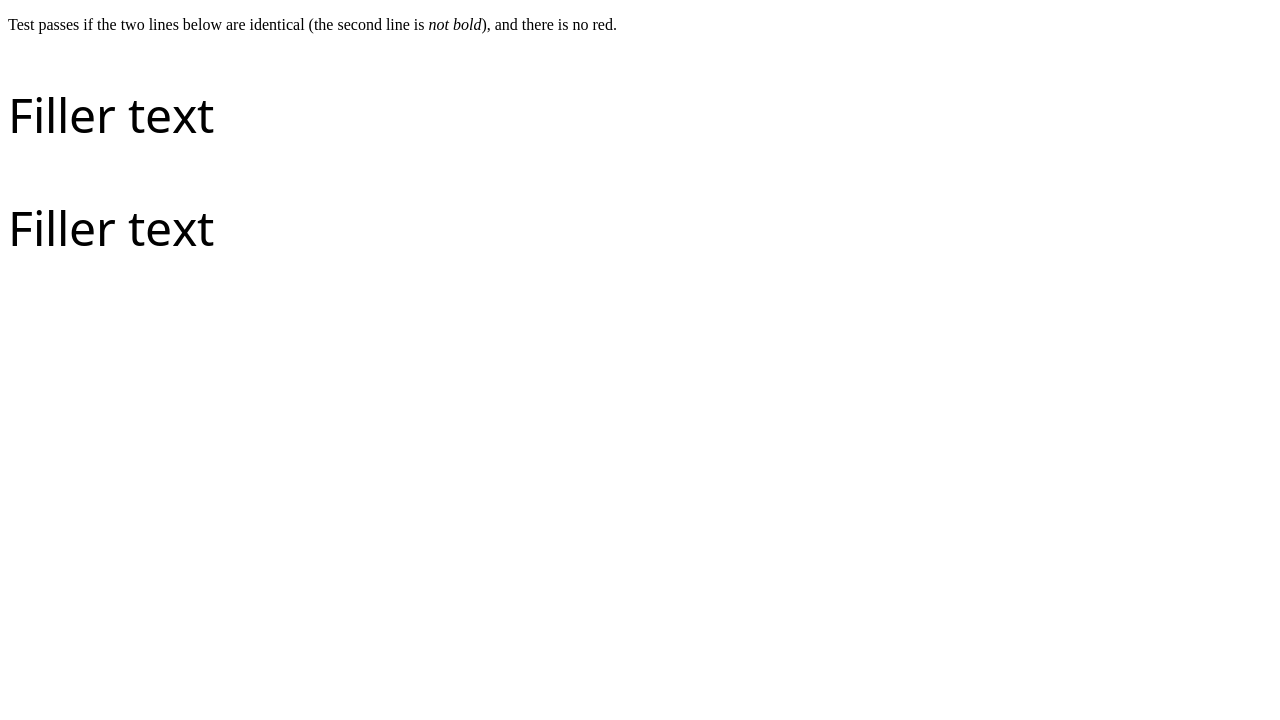 Test passes if the two lines below are identical (the second line is not bold), and there is no red.
Filler text
Filler text